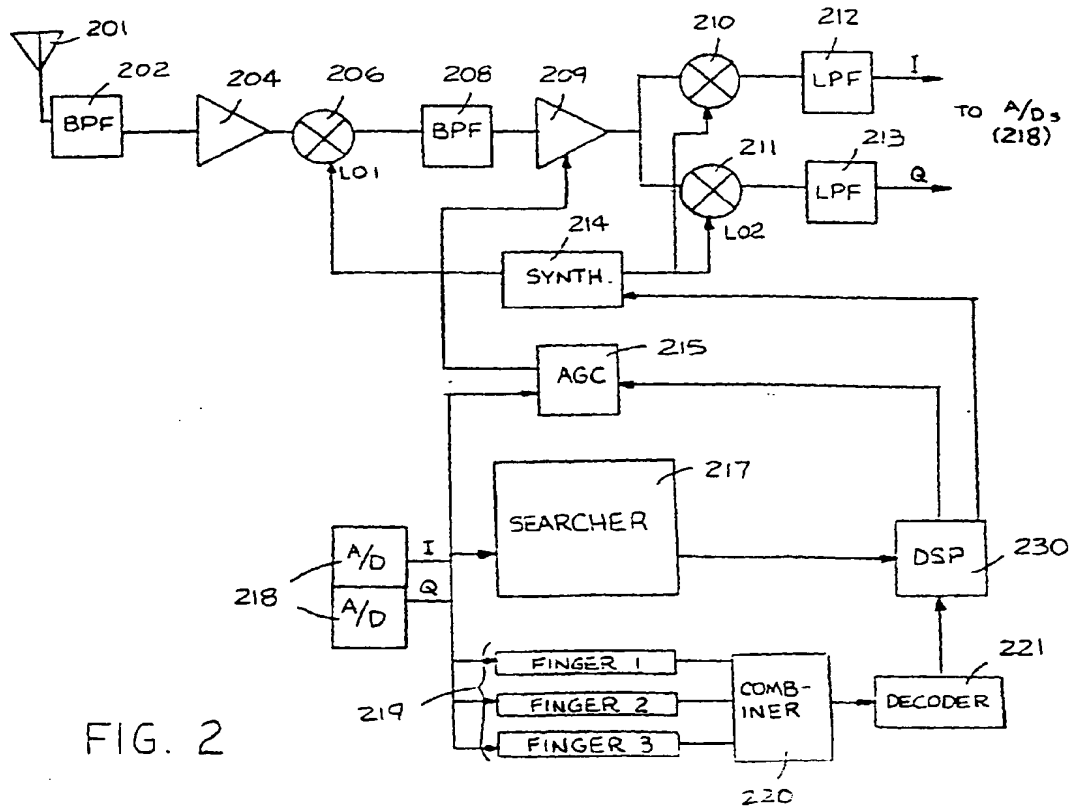 201
202
BPF
204
206
LO1
208
BPF
209
210
212
LPF
I
TO A/Ds
(218)
211
LO2
213
LPF
Q
214
SYNTH.
AGC
215
217
SEARCHER
A/D
I
218
A/D
Q
DSP
230
219
FINGER 1
FINGER 2
FINGER 3
COMB-
INER
220
221
DECODER
FIG. 2